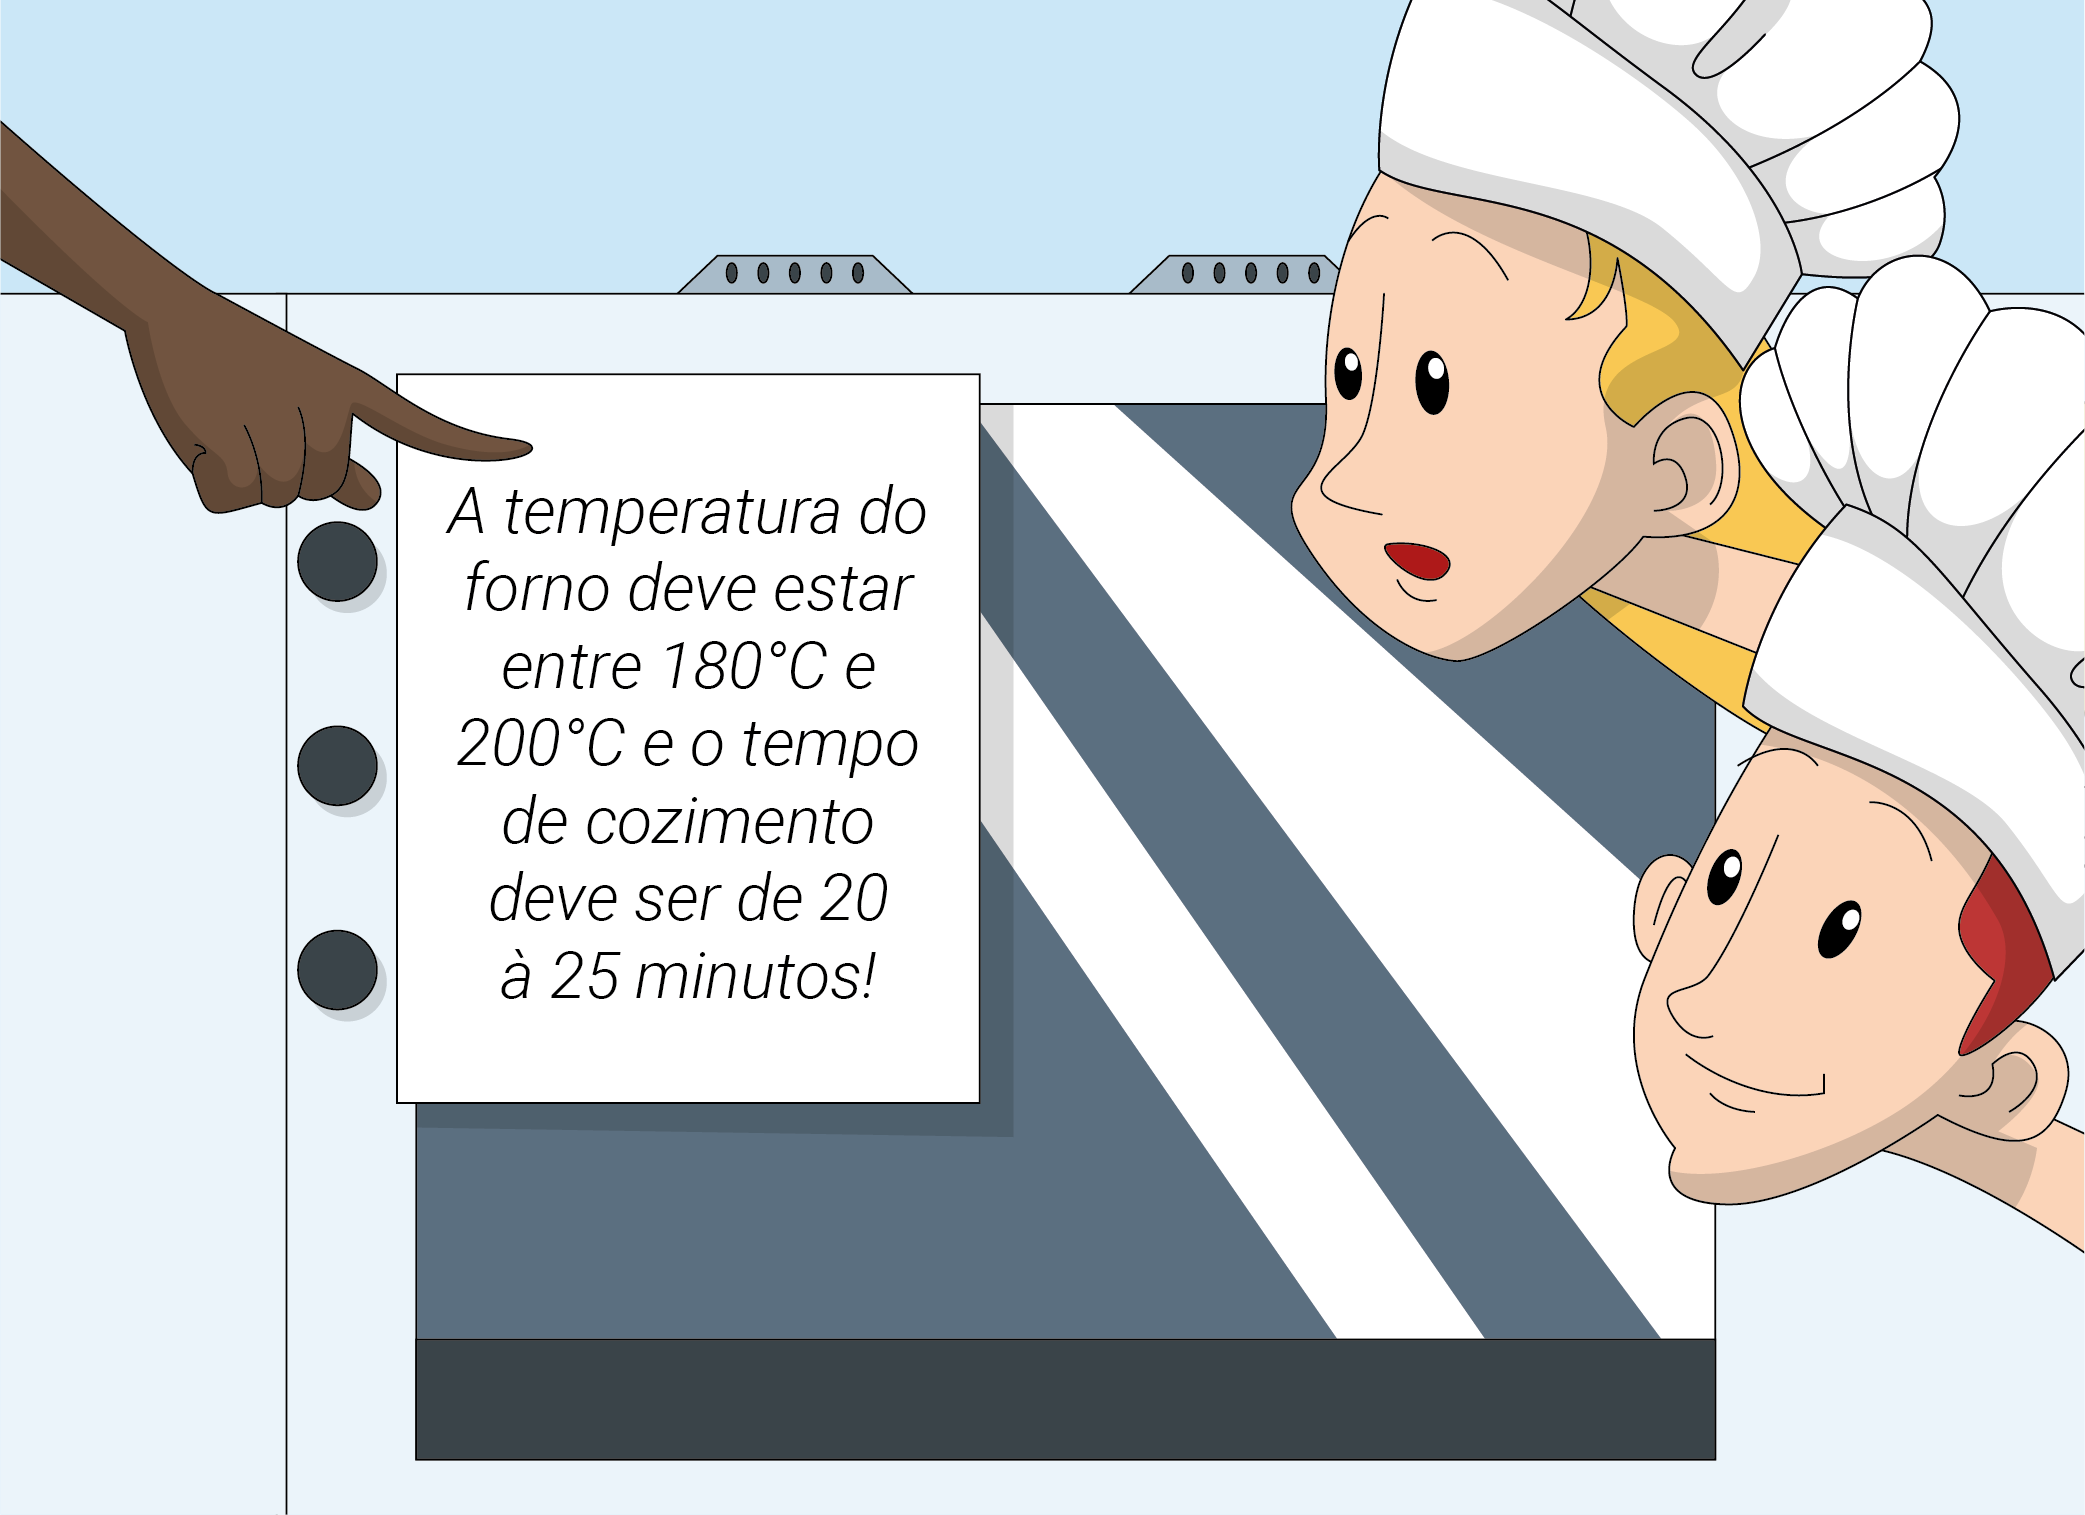 A temperatura do
forno deve estar
entre 180°C e
200°C e o tempo
de cozimento
deve ser de 20
à 25 minutos!